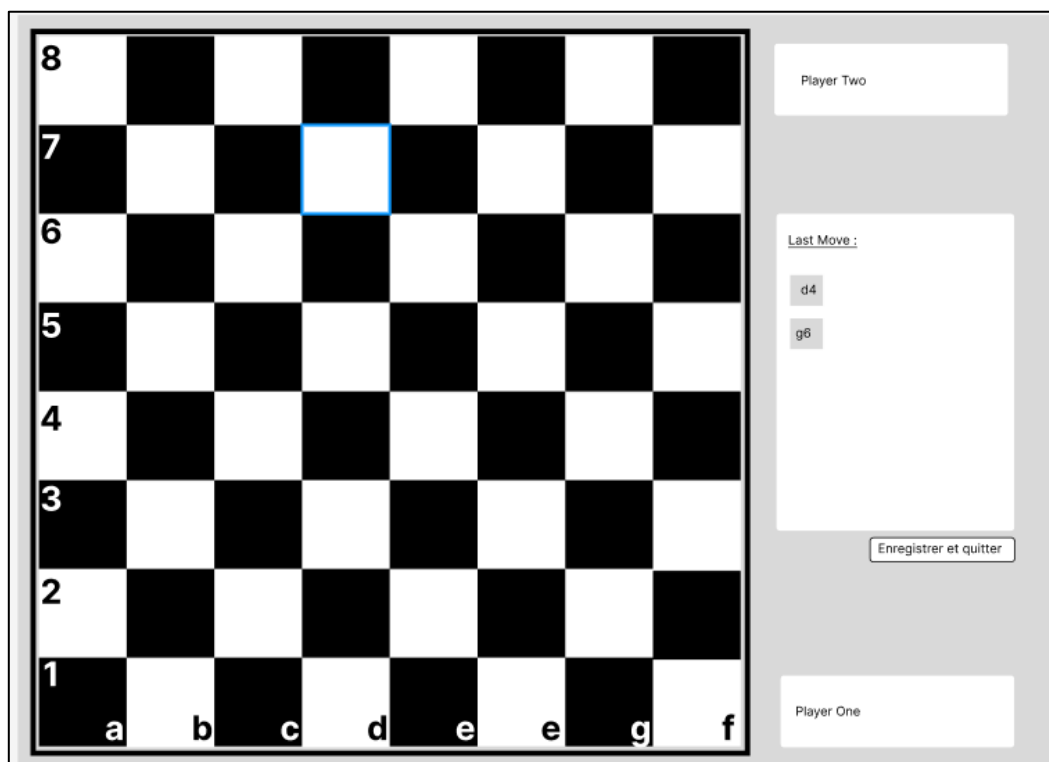 8
Player Two
7
6
Last Move :
d4
5
g6
4
3
Enregistrer et quitter
2
1
a b c d e e g f
Player One